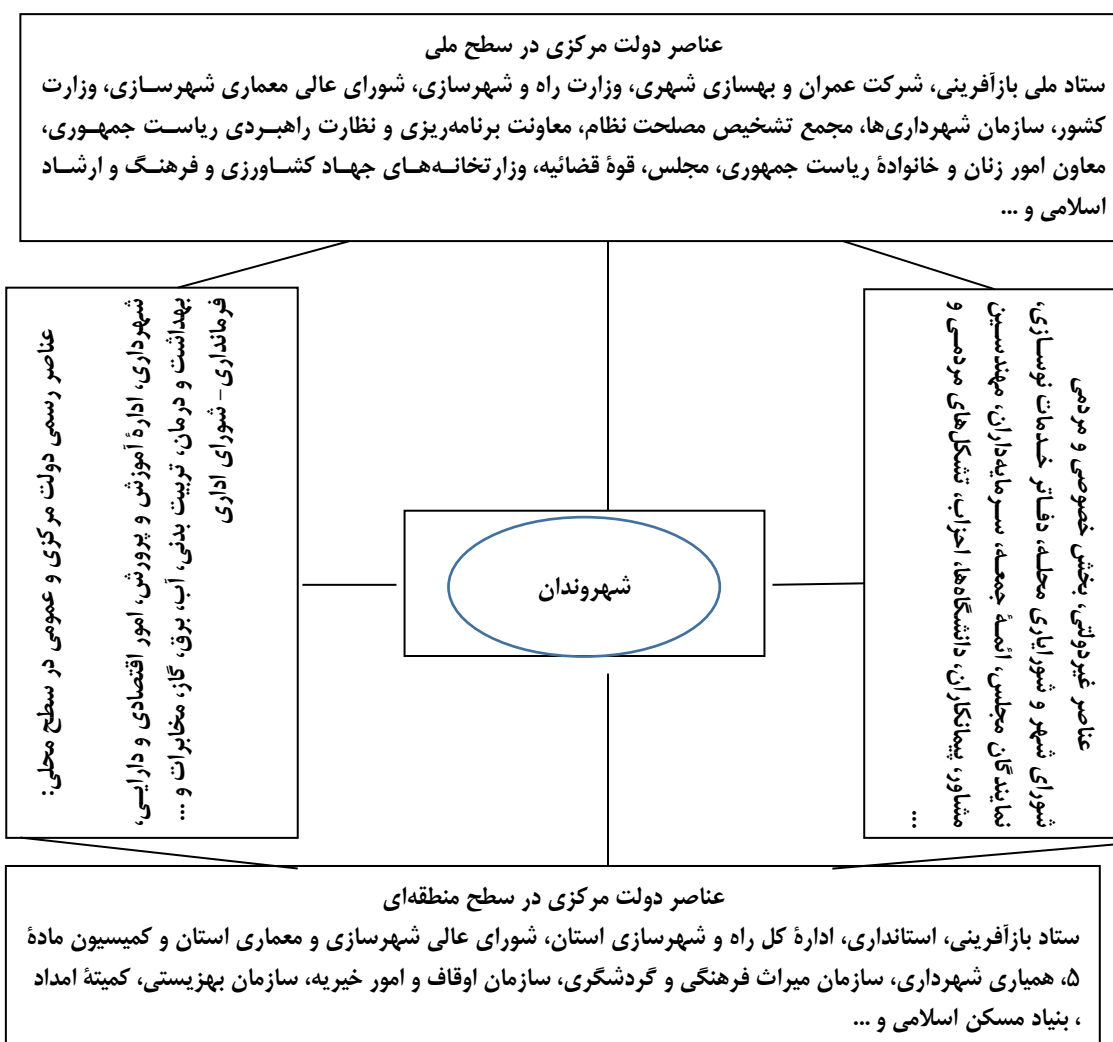 عناصر دولت مرکزی در سطح ملی
ستاد ملی بازآفرینی، شرکت عمران و بهسازی شهری، وزارت راه و شهرسازی، شورای عالی معماری شهرسازی، وزارت
کشور، سازمان شهرداری‌ها، مجمع تشخیص مصلحت نظام، معاونت برنامه‌ریزی و نظارت راهبردی ریاست جمهوری،
معاون امور زنان و خانوادهٔ ریاست جمهوری، مجلس، قوهٔ قضائیه، وزارتخانه‌های جهاد کشاورزی و فرهنگ و ارشاد
اسلامی و ...
عناصر غیردولتی، بخش خصوصی و مردمی
شورای شهر و شورایاری محله، دفاتر خدمات نوسازی،
نمایندگان مجلس، ائمهٔ جمعه، سرمایه‌داران، مهندسین
مشاور، پیمانکاران، دانشگاه‌ها، احزاب، تشکل‌های مردمی و
...
شهروندان
عناصر رسمی دولت مرکزی و عمومی در سطح محلی:
شهرداری، ادارهٔ آموزش و پرورش، امور اقتصادی و دارایی،
بهداشت و درمان، تربیت بدنی، آب، برق، گاز، مخابرات و ...
فرمانداری- شورای اداری
عناصر دولت مرکزی در سطح منطقه‌ای
ستاد بازآفرینی، استانداری، ادارهٔ کل راه و شهرسازی استان، شورای عالی شهرسازی و معماری استان و کمیسیون مادهٔ
۵، همیاری شهرداری، سازمان میراث فرهنگی و گردشگری، سازمان اوقاف و امور خیریه، سازمان بهزیستی، کمیتهٔ امداد
، بنیاد مسکن اسلامی و ...